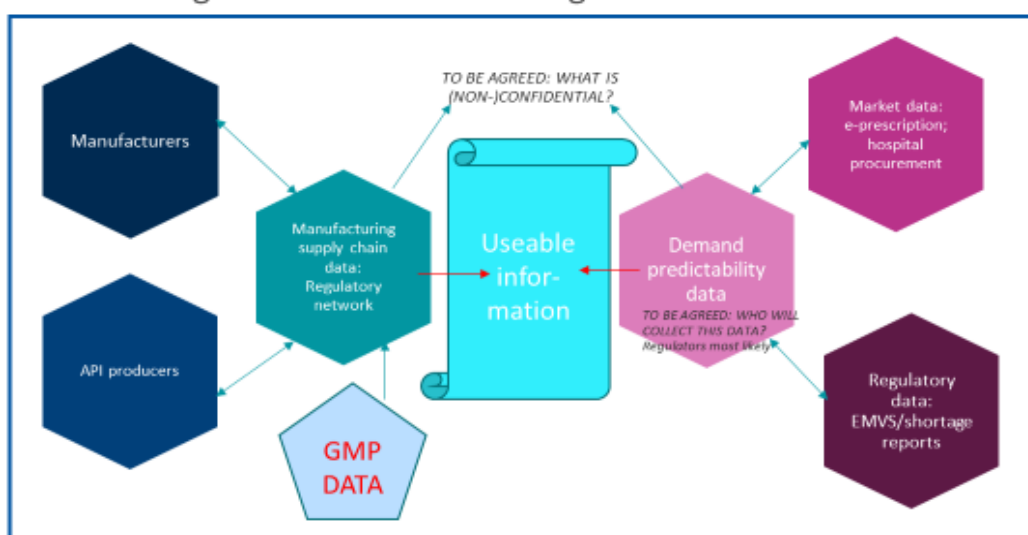 TO BE AGREED: WHAT IS
(NON-)CONFIDENTIAL?
Manufacturers
Market data:
e-prescription;
hospital
procurement
Manufacturing
supply chain
data:
Regulatory
network
Useable
infor-
mation
Demand
predictability
data
TO BE AGREED: WHO WILL
COLLECT THIS DATA?
Regulators most likely
API producers
Regulatory
data:
EMVS/shortage
reports
GMP
DATA